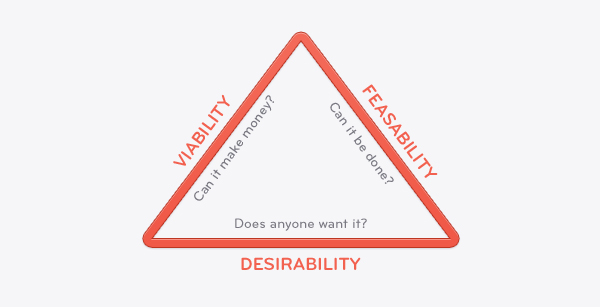 VIABILITY
Can it make money?
FEASABILITY
Can it be done?
Does anyone want it?
DESIRABILITY